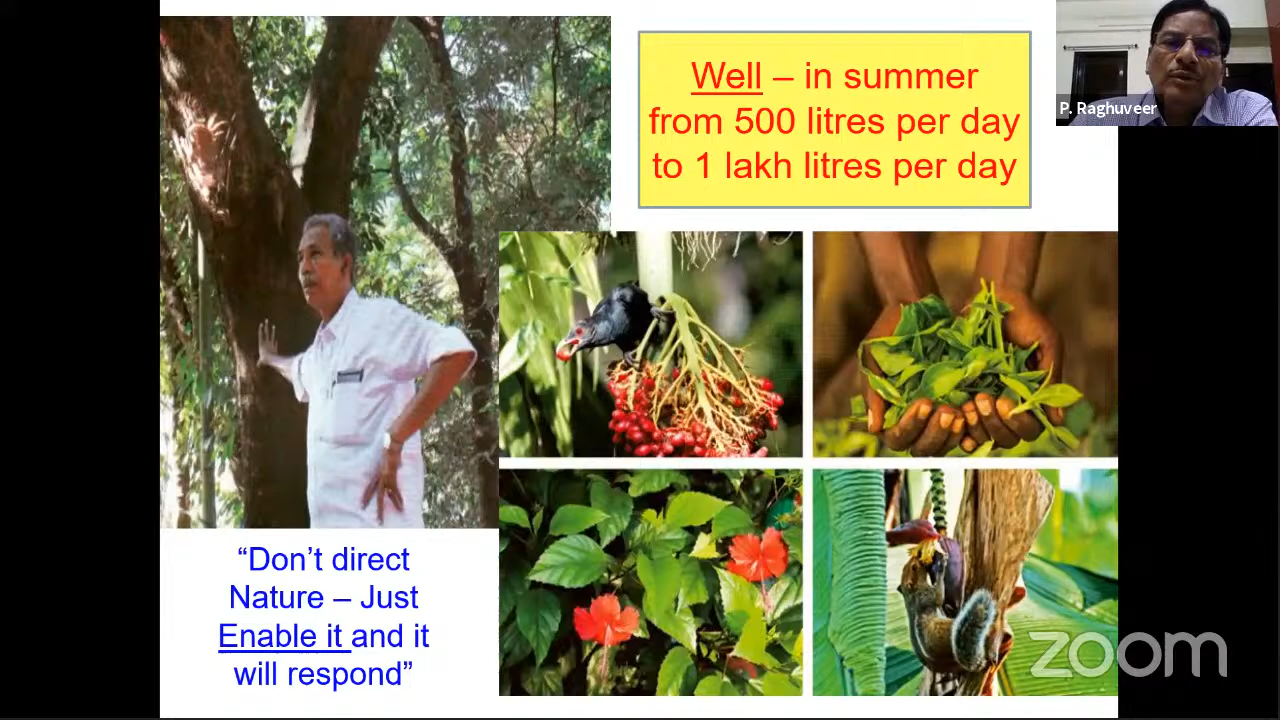 Well – in summer
from 500 litres per day
to 1 lakh litres per day
P. Raghuveer
“Don’t direct
Nature – Just
Enable it and it
will respond”
zoom